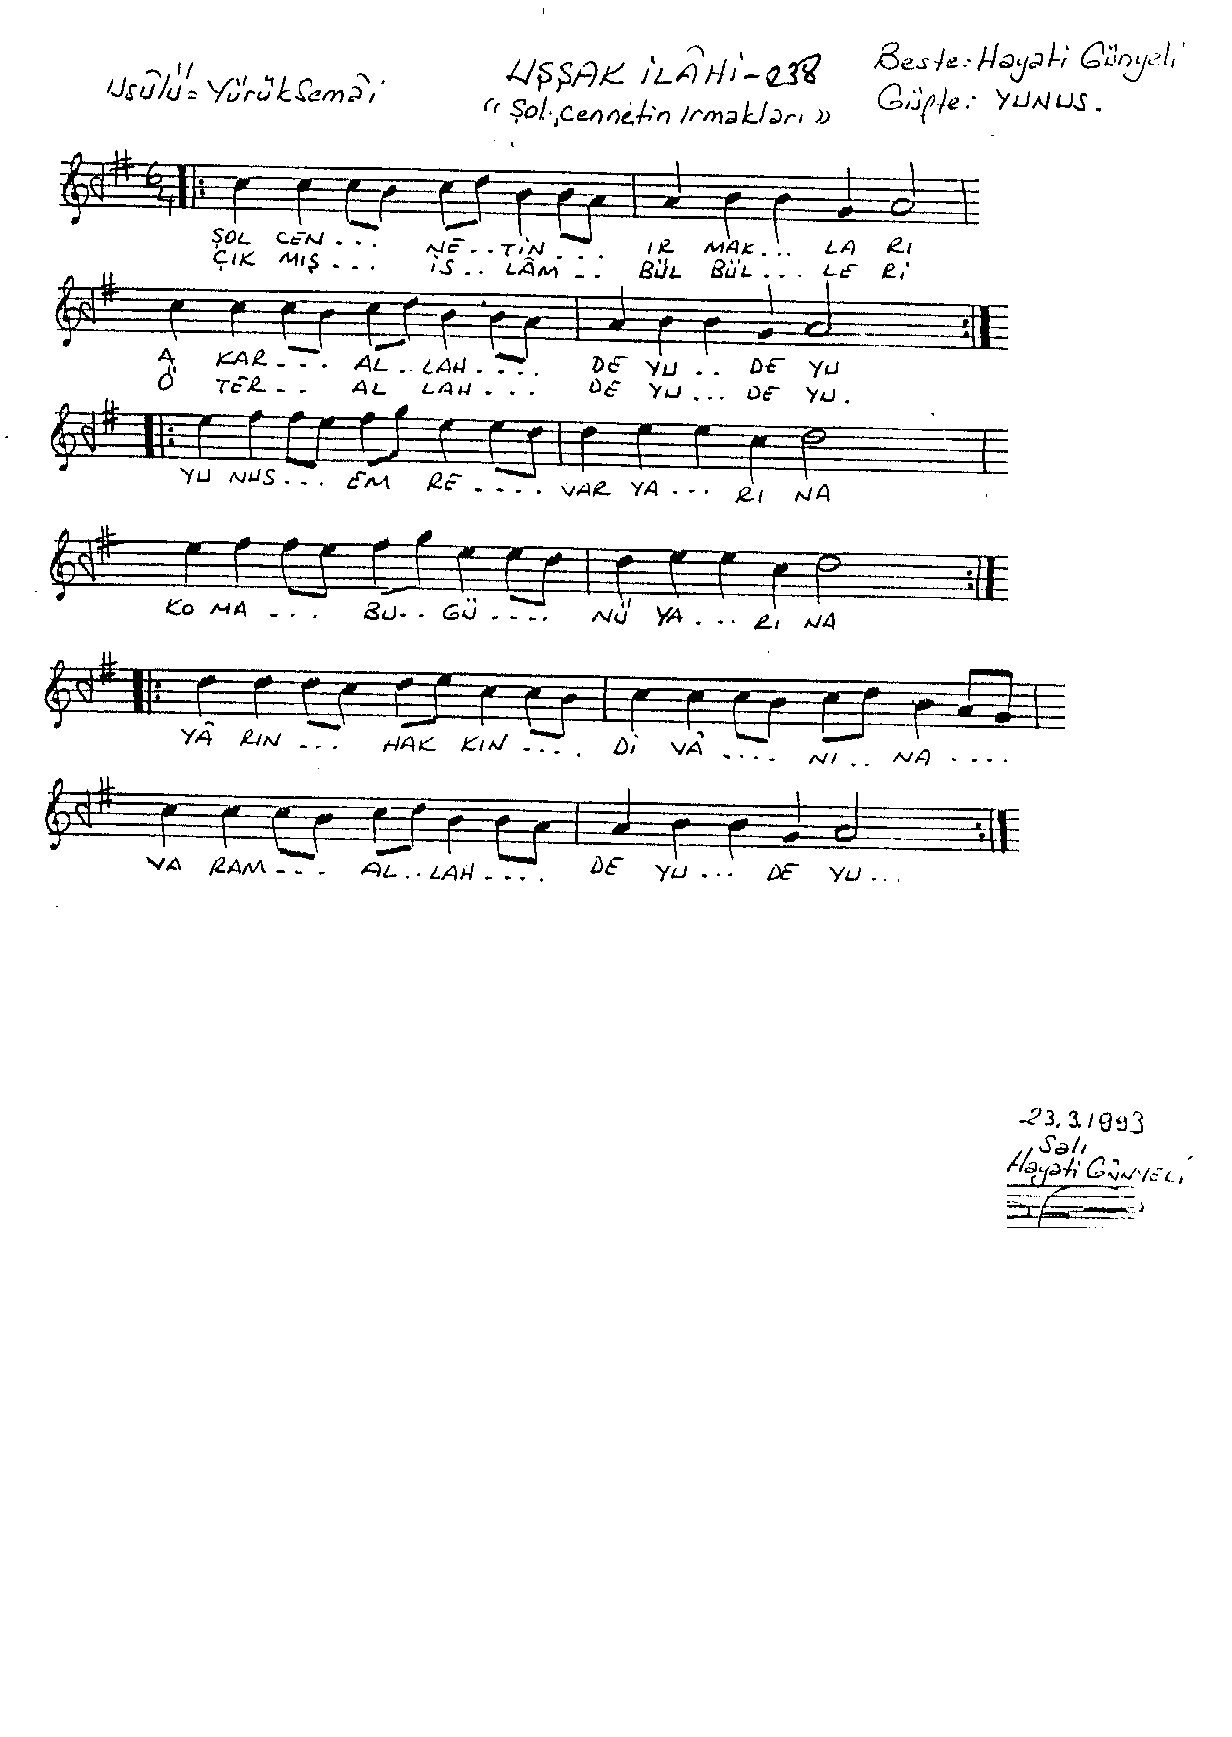 Usûlü = Yürük Semâi
UŞŞAK İLÂHİ - 238
"Şol Cennetin Irmakları"
Beste: Hayati Günyeli
Güfte: YUNUS.
6
4
ŞOL CEN . . . NE . . TİN . . . . IR MAK . . . LA RI
ÇIK MIŞ . . . İS . . LÂM . . BÜL BÜL . . . LE Rİ
A KAR . . . . AL . . LAH . . . . . DE YU . . DE YU
Ö TER . . . AL LAH . . . . DE YU . . . DE YU .
YU NUS . . . EM RE . . . . . VAR YA . . . RI NA
KO MA . . . . BU . . GÜ . . . . . NÜ YA . . . RI NA
YÂ RIN . . . HAK KIN . . . . . Dİ VÂ . . . . NI . . NA . . . .
VA RAM . . . . AL . . LAH . . . . . DE YU . . . DE YU . . .
23.3.1993
Salı
Hayati GÜNYELİ